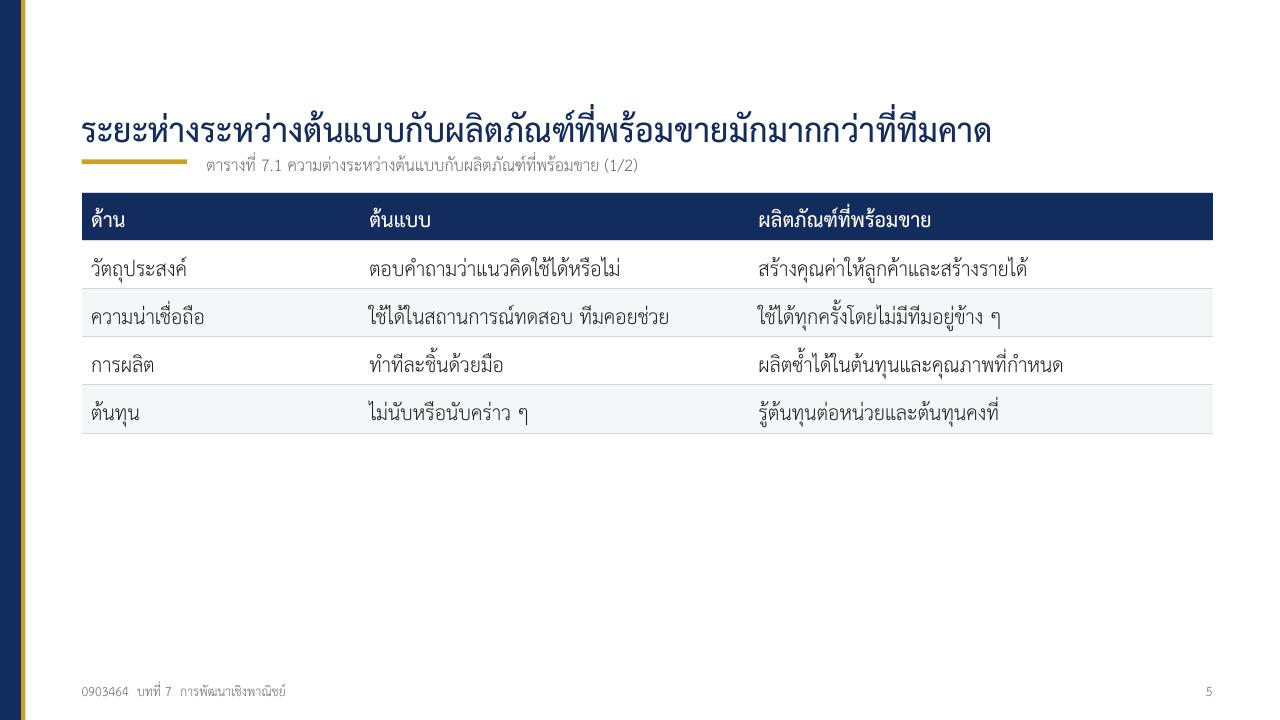 ระยะห่างระหว่างต้นแบบกับผลิตภัณฑ์ที่พร้อมขายมักมากกว่าที่ทีมคาด
ตารางที่ 7.1 ความต่างระหว่างต้นแบบกับผลิตภัณฑ์ที่พร้อมขาย (1/2)
ด้าน ต้นแบบ ผลิตภัณฑ์ที่พร้อมขาย
วัตถุประสงค์ ตอบคำถามว่าแนวคิดใช้ได้หรือไม่ สร้างคุณค่าให้ลูกค้าและสร้างรายได้
ความน่าเชื่อถือ ใช้ได้ในสถานการณ์ทดสอบ ทีมคอยช่วย ใช้ได้ทุกครั้งโดยไม่มีทีมอยู่ข้าง ๆ
การผลิต ทำทีละชิ้นด้วยมือ ผลิตซ้ำได้ในต้นทุนและคุณภาพที่กำหนด
ต้นทุน ไม่นับหรือนับคร่าว ๆ รู้ต้นทุนต่อหน่วยและต้นทุนคงที่
0903464 บทที่ 7 การพัฒนาเชิงพาณิชย์ 5